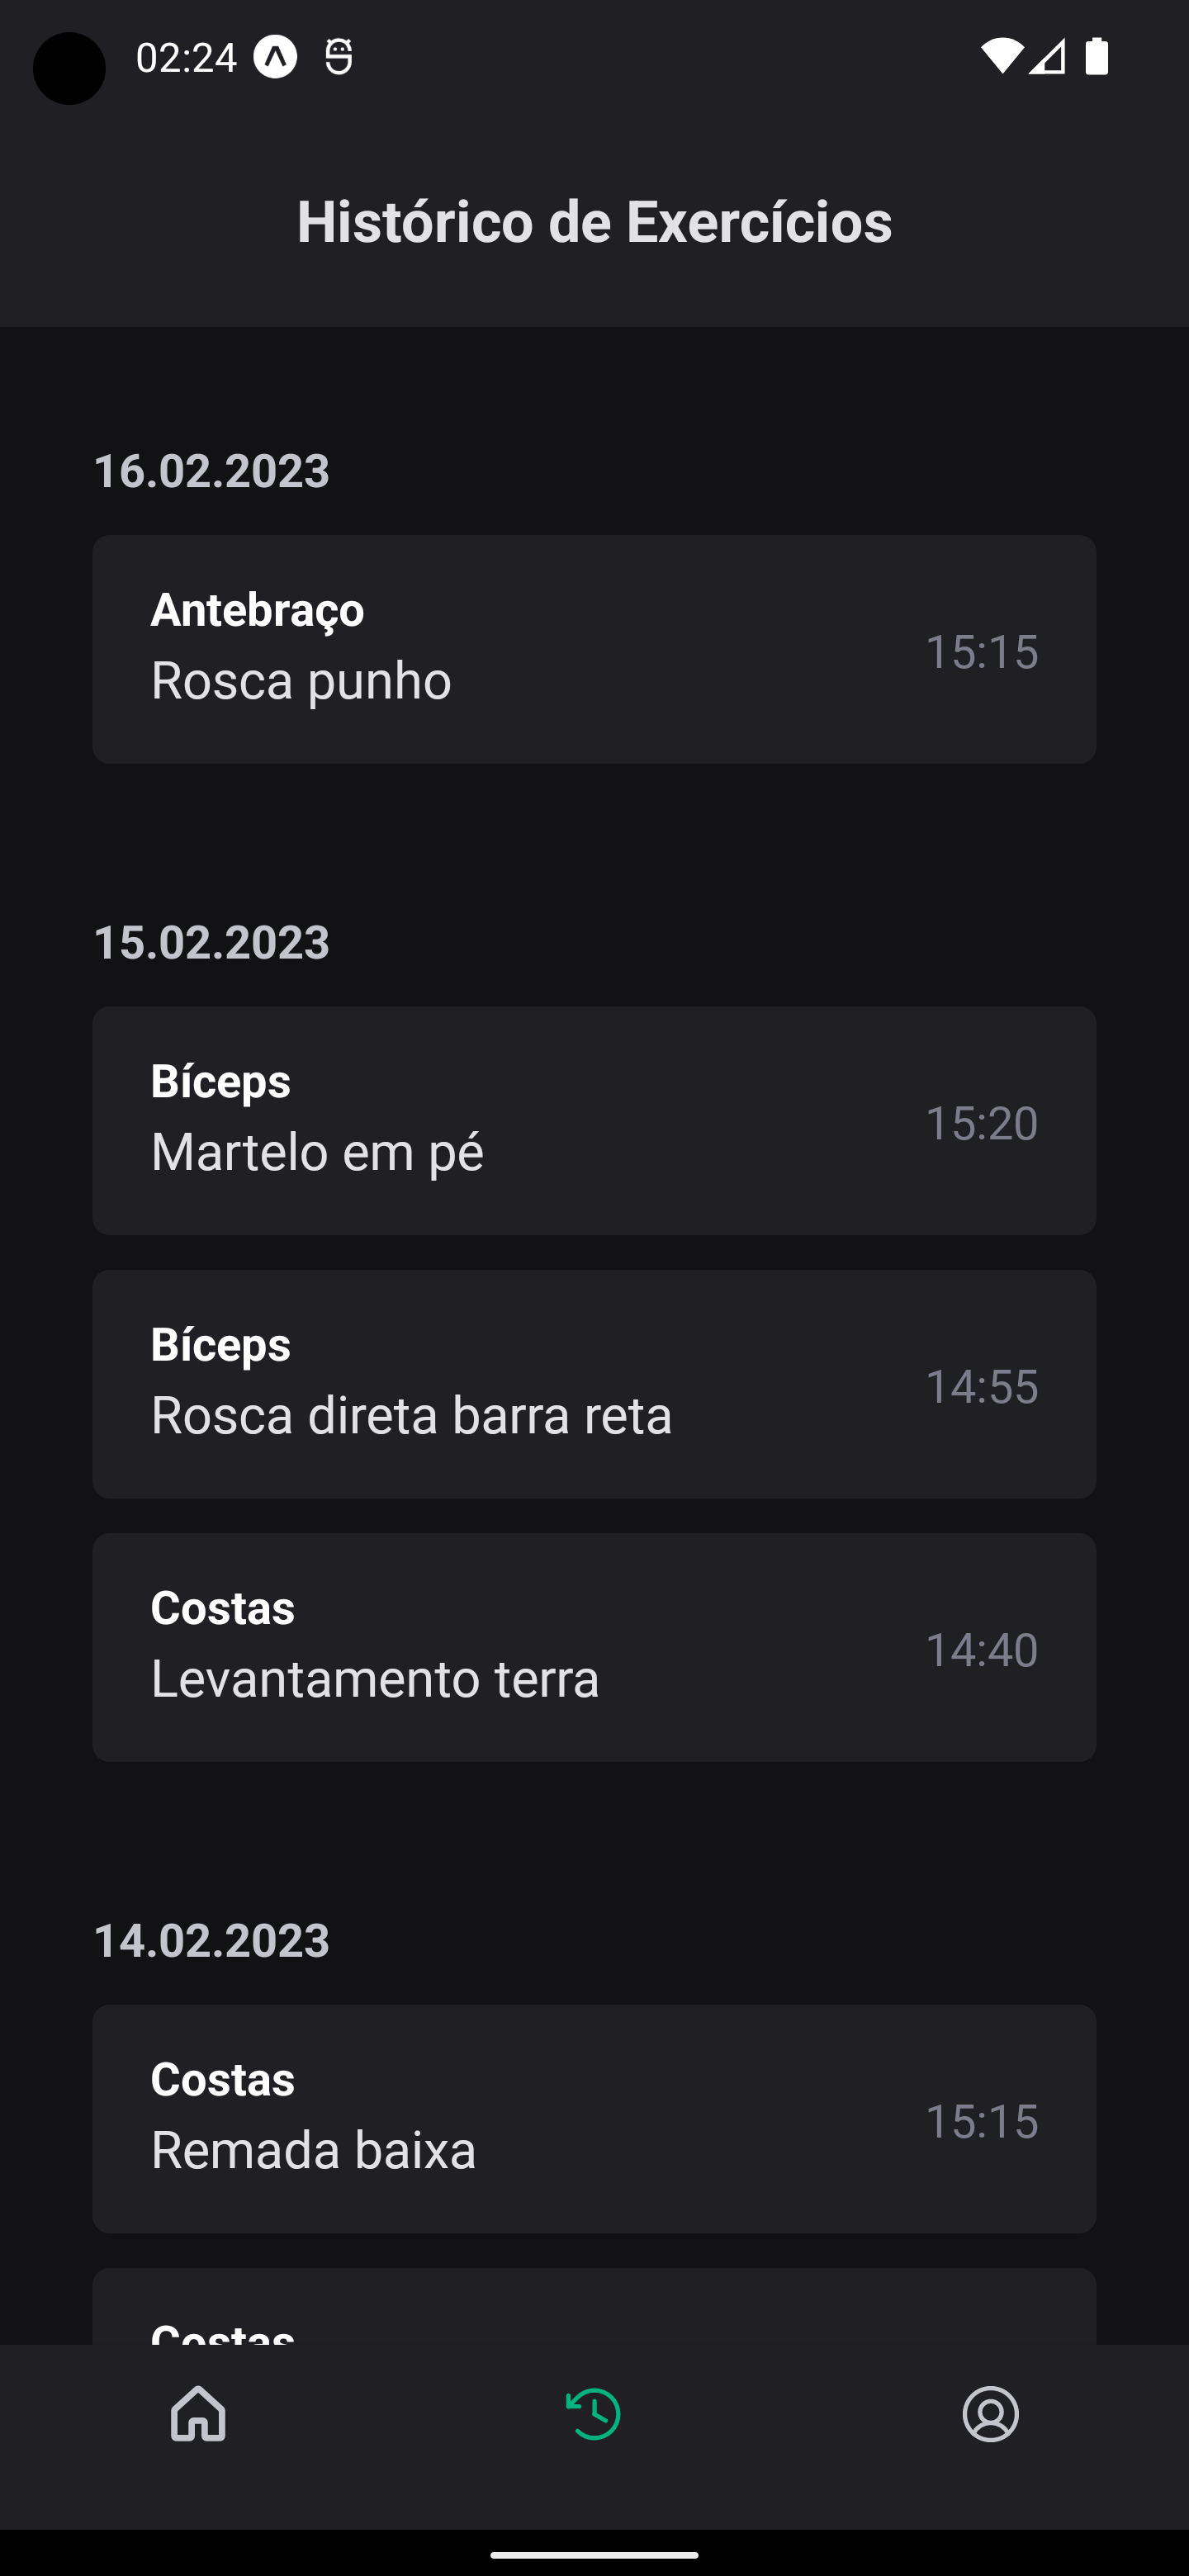 02:24
Histórico de Exercícios
16.02.2023
Antebraço
Rosca punho
15:15
15.02.2023
Bíceps
Martelo em pé
15:20
Bíceps
Rosca direta barra reta
14:55
Costas
Levantamento terra
14:40
14.02.2023
Costas
Remada baixa
15:15
Costas